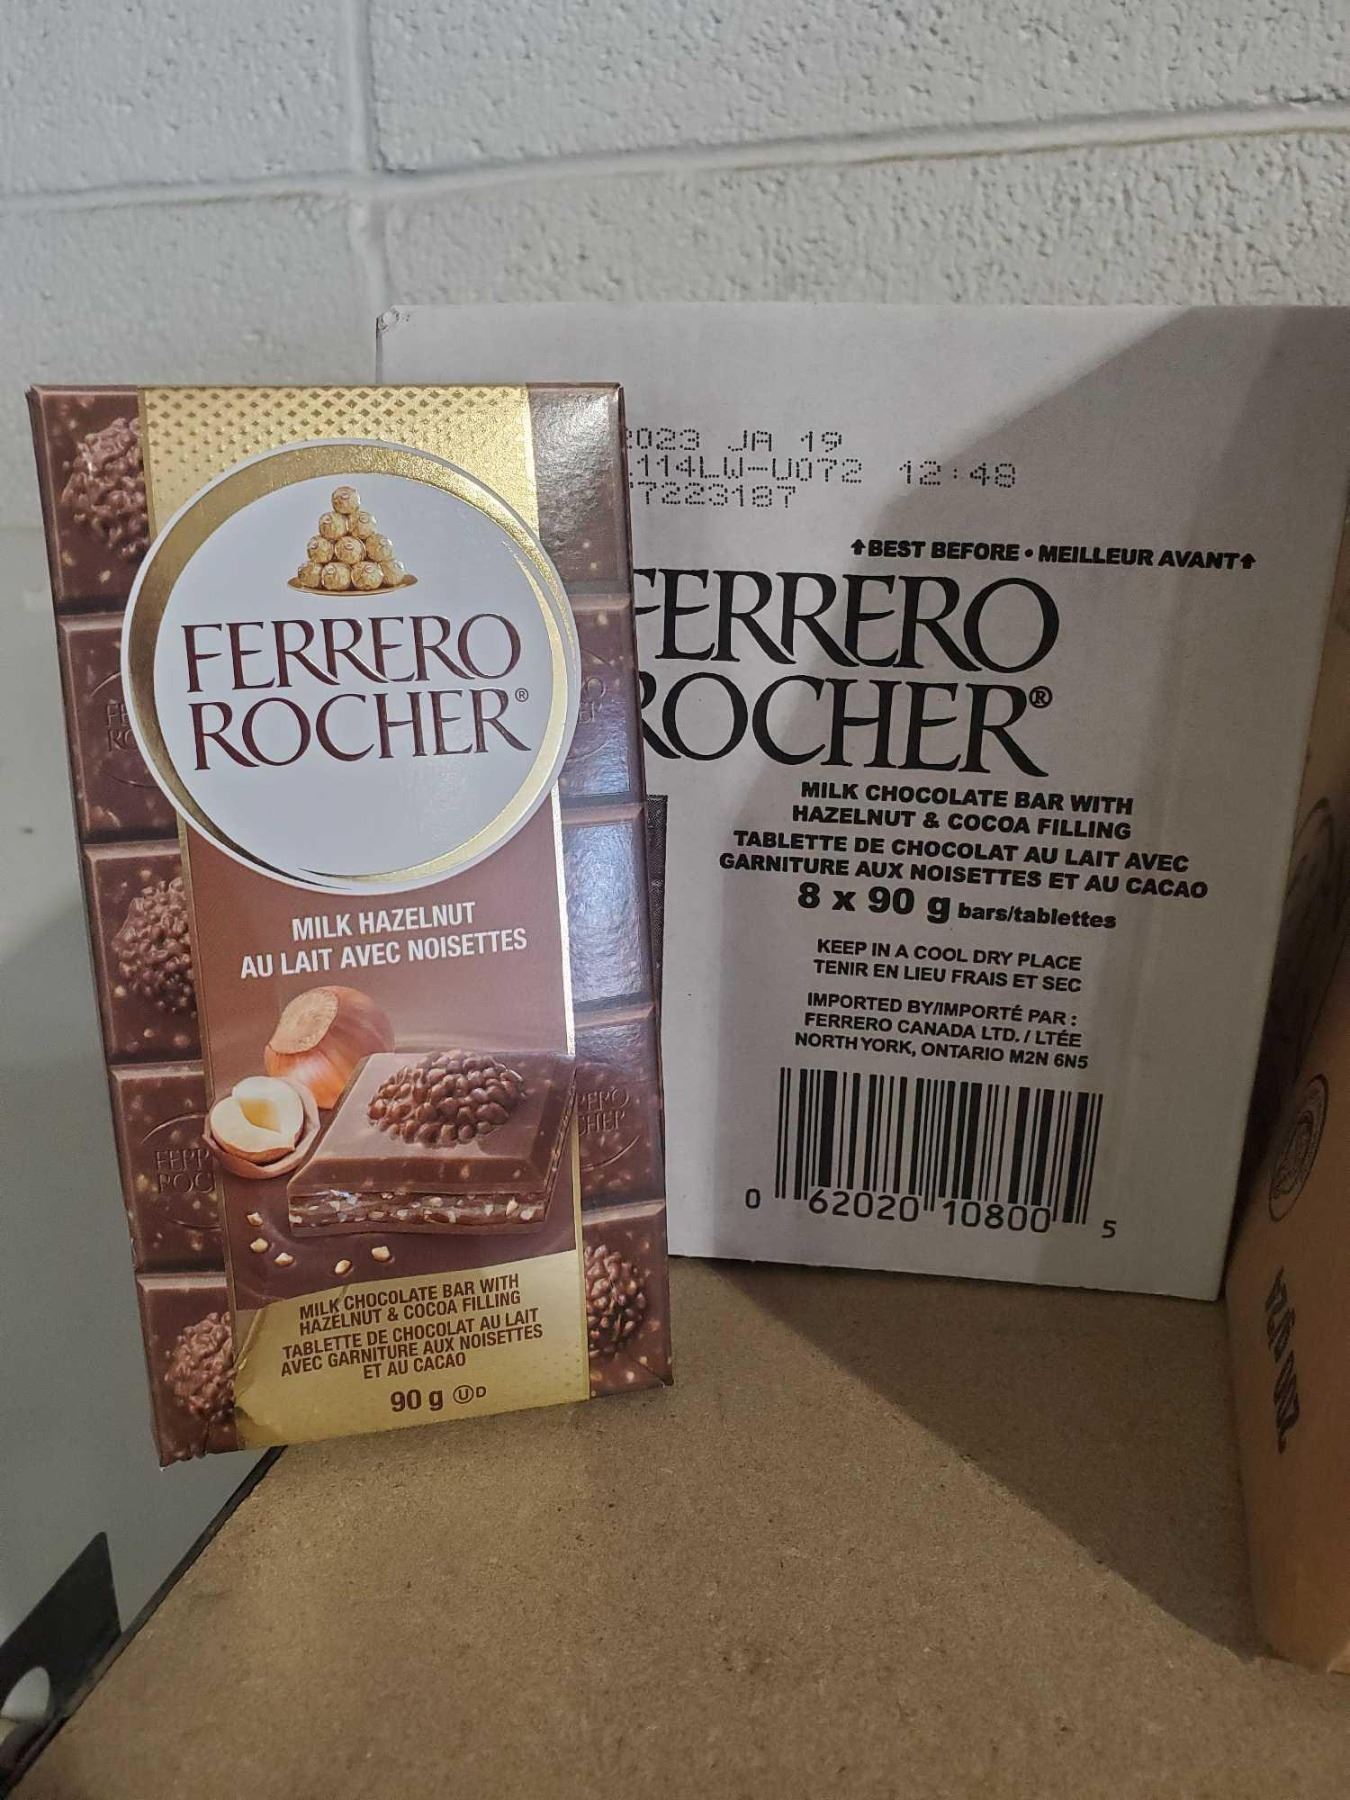 FERRERO
ROCHER®
MILK HAZELNUT
AU LAIT AVEC NOISETTES
MILK CHOCOLATE BAR WITH
HAZELNUT & COCOA FILLING
TABLETTE DE CHOCOLAT AU LAIT
AVEC GARNITURE AUX NOISETTES
ET AU CACAO
90 g Ⓤ D
2023 JA 19
114LW-U072 12:48
7223187
↑BEST BEFORE • MEILLEUR AVANT↑
FERRERO
ROCHER®
MILK CHOCOLATE BAR WITH
HAZELNUT & COCOA FILLING
TABLETTE DE CHOCOLAT AU LAIT AVEC
GARNITURE AUX NOISETTES ET AU CACAO
8 x 90 g bars/tablettes
KEEP IN A COOL DRY PLACE
TENIR EN LIEU FRAIS ET SEC
IMPORTED BY/IMPORTÉ PAR :
FERRERO CANADA LTD. / LTÉE
NORTH YORK, ONTARIO M2N 6N5
0 62020 10800 5